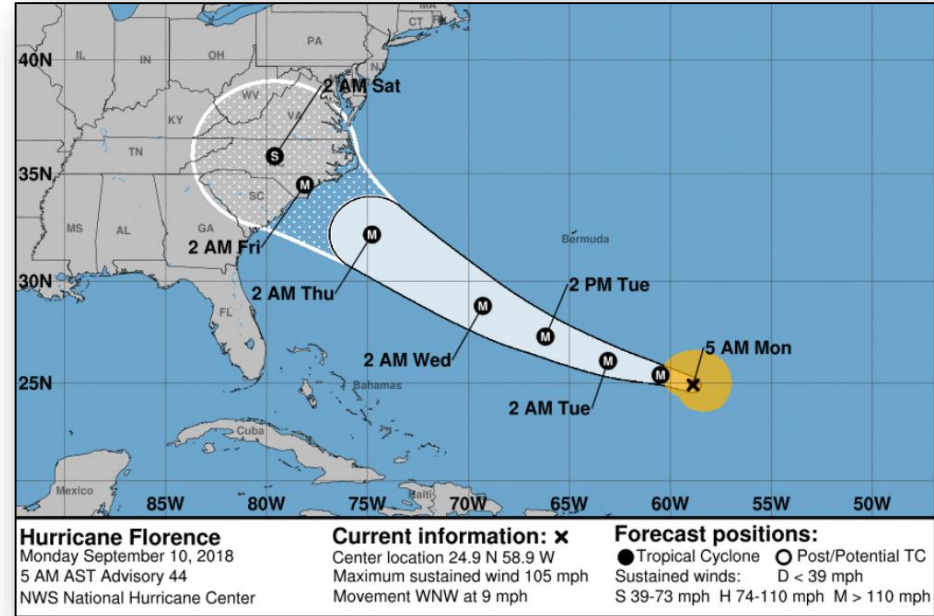 MA
CT
RI
PA
NJ
IL
IN
OH
40N
WV
2 AM Sat
VA
KY
TN
S
35N
M
SC
MS
AL
GA
2 AM Fri
M
Bermuda
30N
2 AM Thu
2 PM Tue
FL
M
M
2 AM Wed
5 AM Mon
M
M
25N
Bahamas
2 AM Tue
Cuba
Mexico
Haiti
85W 80W 75W 70W 65W 60W 55W 50W
Hurricane Florence
Monday September 10, 2018
5 AM AST Advisory 44
NWS National Hurricane Center
Current information: ×
Center location 24.9 N 58.9 W
Maximum sustained wind 105 mph
Movement WNW at 9 mph
Forecast positions:
Tropical Cyclone Post/Potential TC
Sustained winds: D < 39 mph
S 39-73 mph H 74-110 mph M > 110 mph